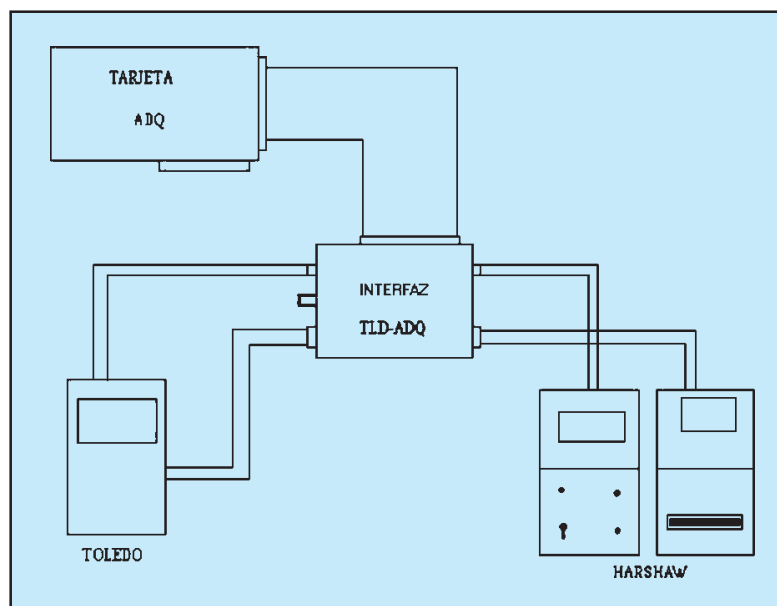 TARJETA
ADQ
INTERFAZ
TLD-ADQ
TOLEDO
HARSHAW